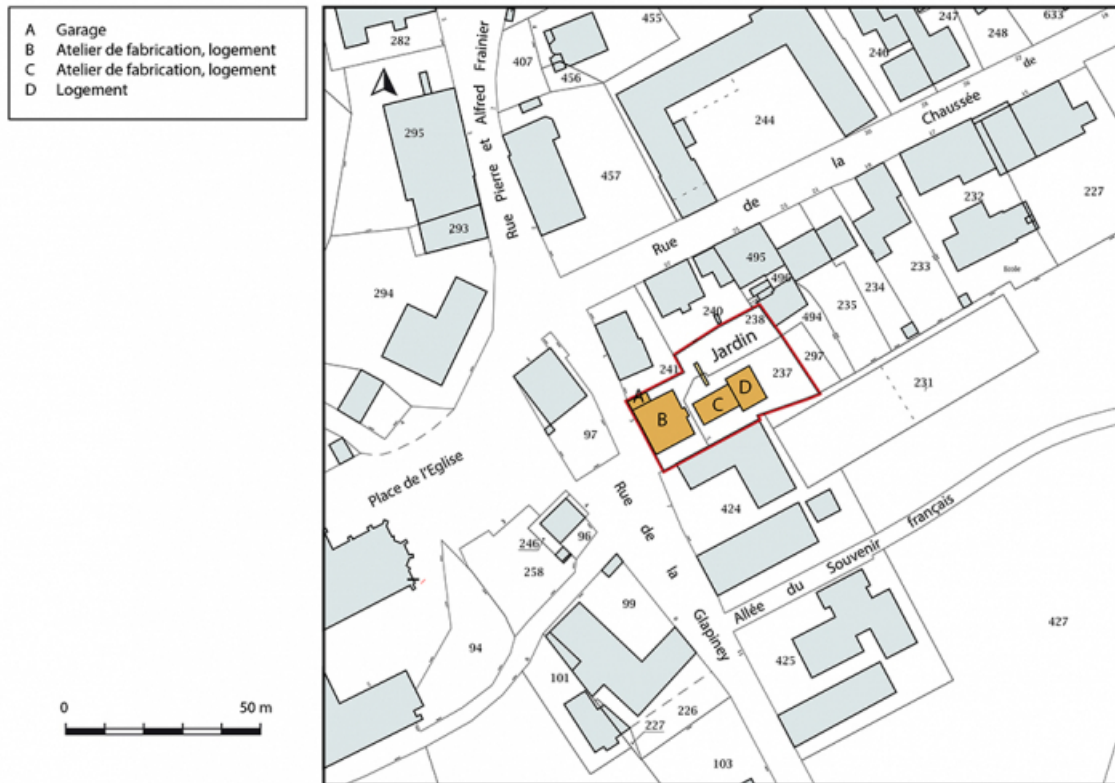 A Garage
B Atelier de fabrication, logement
C Atelier de fabrication, logement
D Logement
0 50 m
282
455
407
456
247
633
248
246
295
244
457
293
294
Rue Pierre et Alfred Frainier
Rue de la Chaussée de
232
227
233
234
235
Ecole
495
496
494
240
238
Jardin
297
237
241
A
B
C
D
231
97
Place de l'Eglise
424
Rue de la Glapiney
Allée du Souvenir français
246
96
258
99
94
101
425
427
226
227
103